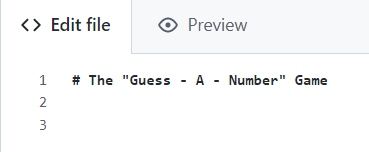 <> Edit file Preview
1 # The "Guess - A - Number" Game
2
3